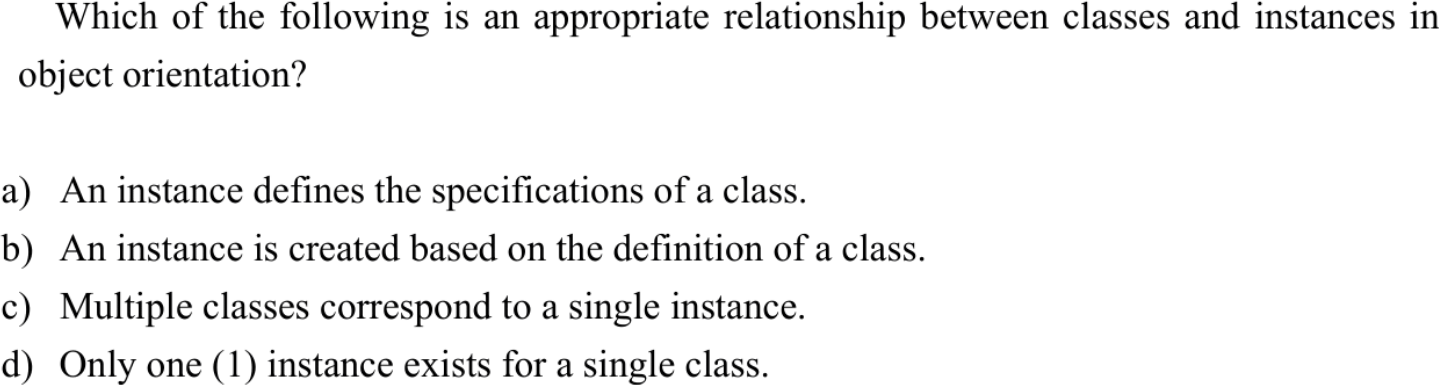 Which of the following is an appropriate relationship between classes and instances in
object orientation?
a) An instance defines the specifications of a class.
b) An instance is created based on the definition of a class.
c) Multiple classes correspond to a single instance.
d) Only one (1) instance exists for a single class.